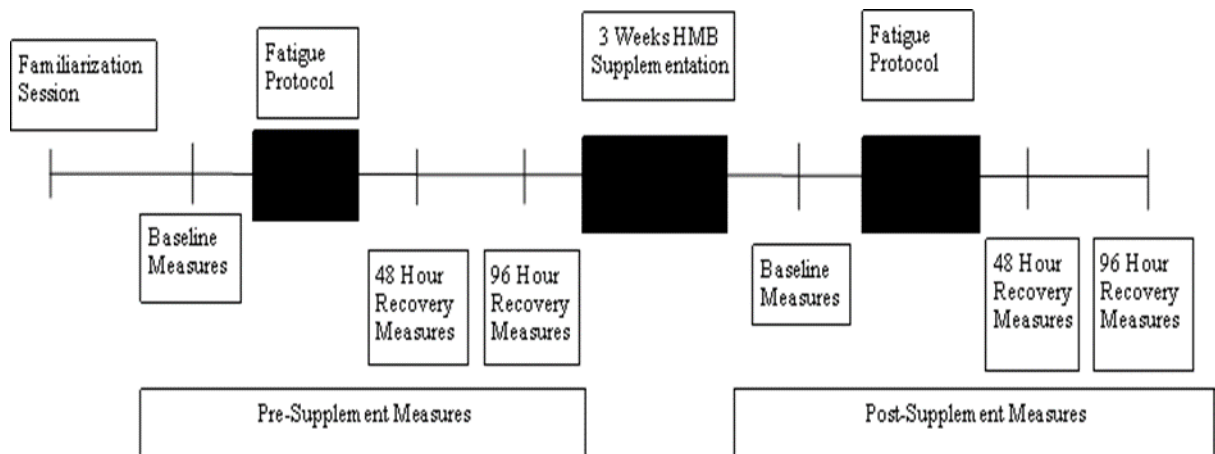 Familiarization
Session
Fatigue
Protocol
3 Weeks HMB
Supplementation
Fatigue
Protocol
Baseline
Measures
48 Hour
Recovery
Measures
96 Hour
Recovery
Measures
Baseline
Measures
48 Hour
Recovery
Measures
96 Hour
Recovery
Measures
Pre-Supplement Measures
Post-Supplement Measures